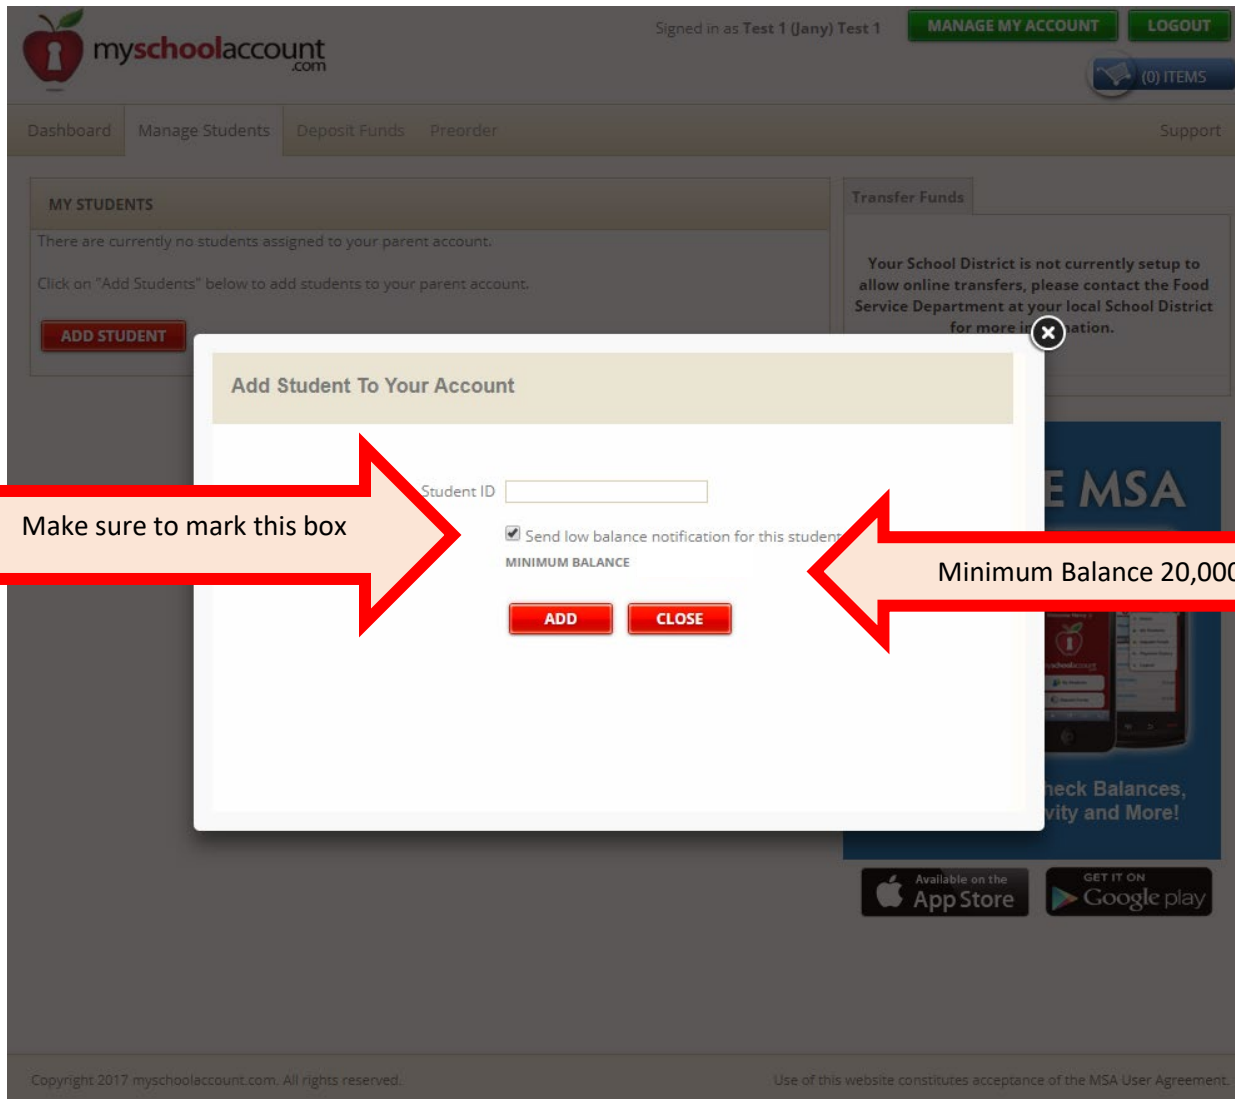 myschoolaccount
.com
Signed in as Test 1 (Jany) Test 1
MANAGE MY ACCOUNT
LOGOUT
(0) ITEMS
Dashboard Manage Students Deposit Funds Preorder Support
MY STUDENTS
There are currently no students assigned to your parent account.
Click on "Add Students" below to add students to your parent account.
ADD STUDENT
Transfer Funds
Your School District is not currently setup to
allow online transfers, please contact the Food
Service Department at your local School District
for more in ation.
Add Student To Your Account
Student ID
Make sure to mark this box
Send low balance notification for this studen
MINIMUM BALANCE
Minimum Balance 20,000
ADD CLOSE
E MSA
heck Balances,
vity and More!
Available on the
App Store
GET IT ON
Google play
Copyright 2017 myschoolaccount.com. All rights reserved.
Use of this website constitutes acceptance of the MSA User Agreement.